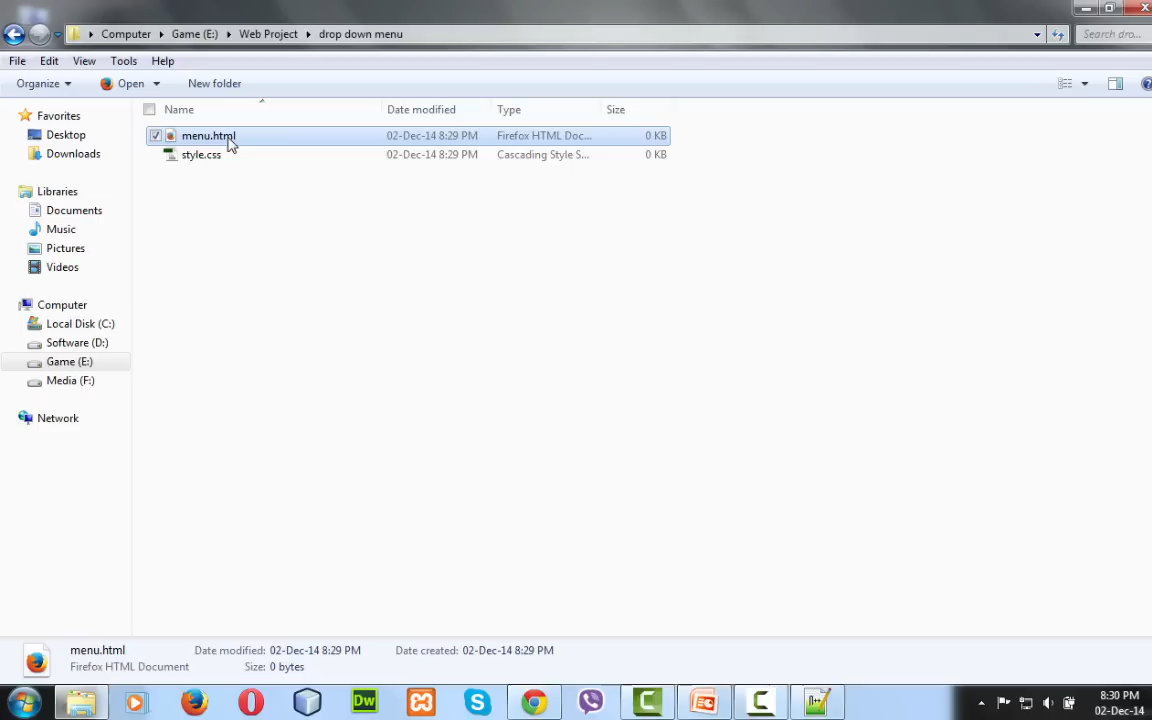 Computer Game (E:) Web Project drop down menu Search dro...
File Edit View Tools Help
Organize Open New folder
Name Date modified Type Size
Favorites
Desktop
Downloads
Libraries
Documents
Music
Pictures
Videos
Computer
Local Disk (C:)
Software (D:)
Game (E:)
Media (F:)
Network
menu.html 02-Dec-14 8:29 PM Firefox HTML Doc... 0 KB
style.css 02-Dec-14 8:29 PM Cascading Style S... 0 KB
menu.html Date modified: 02-Dec-14 8:29 PM Date created: 02-Dec-14 8:29 PM
Firefox HTML Document Size: 0 bytes
Dw
8:30 PM
02-Dec-14